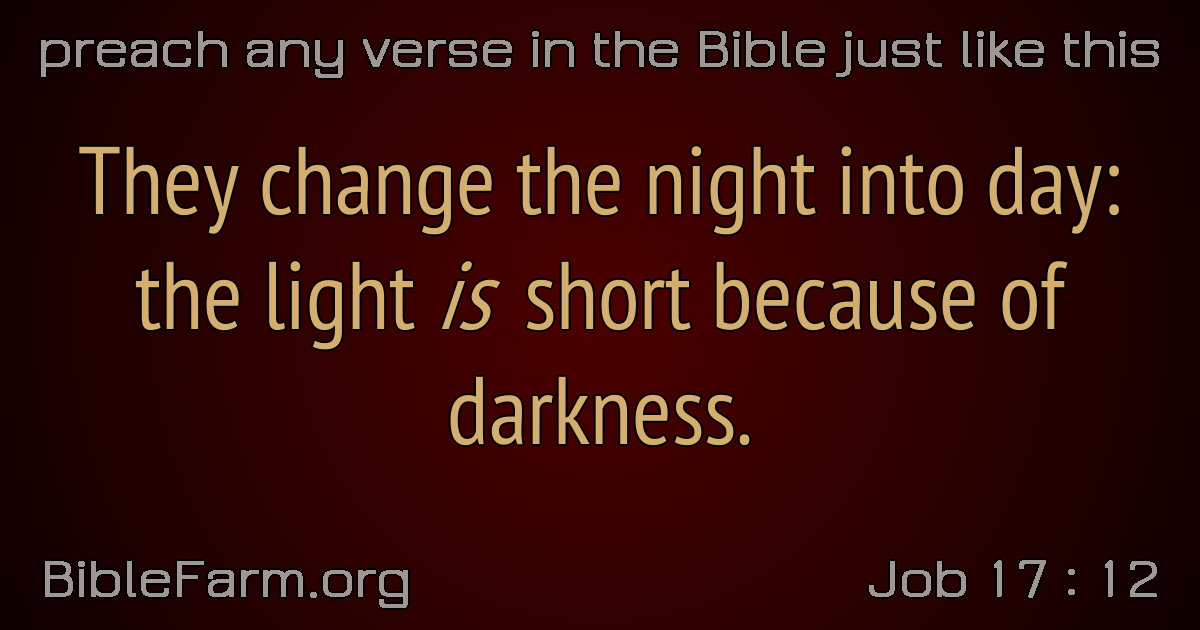 preach any verse in the Bible just like this
They change the night into day:
the light is short because of
darkness.
BibleFarm.org
Job 17 : 12